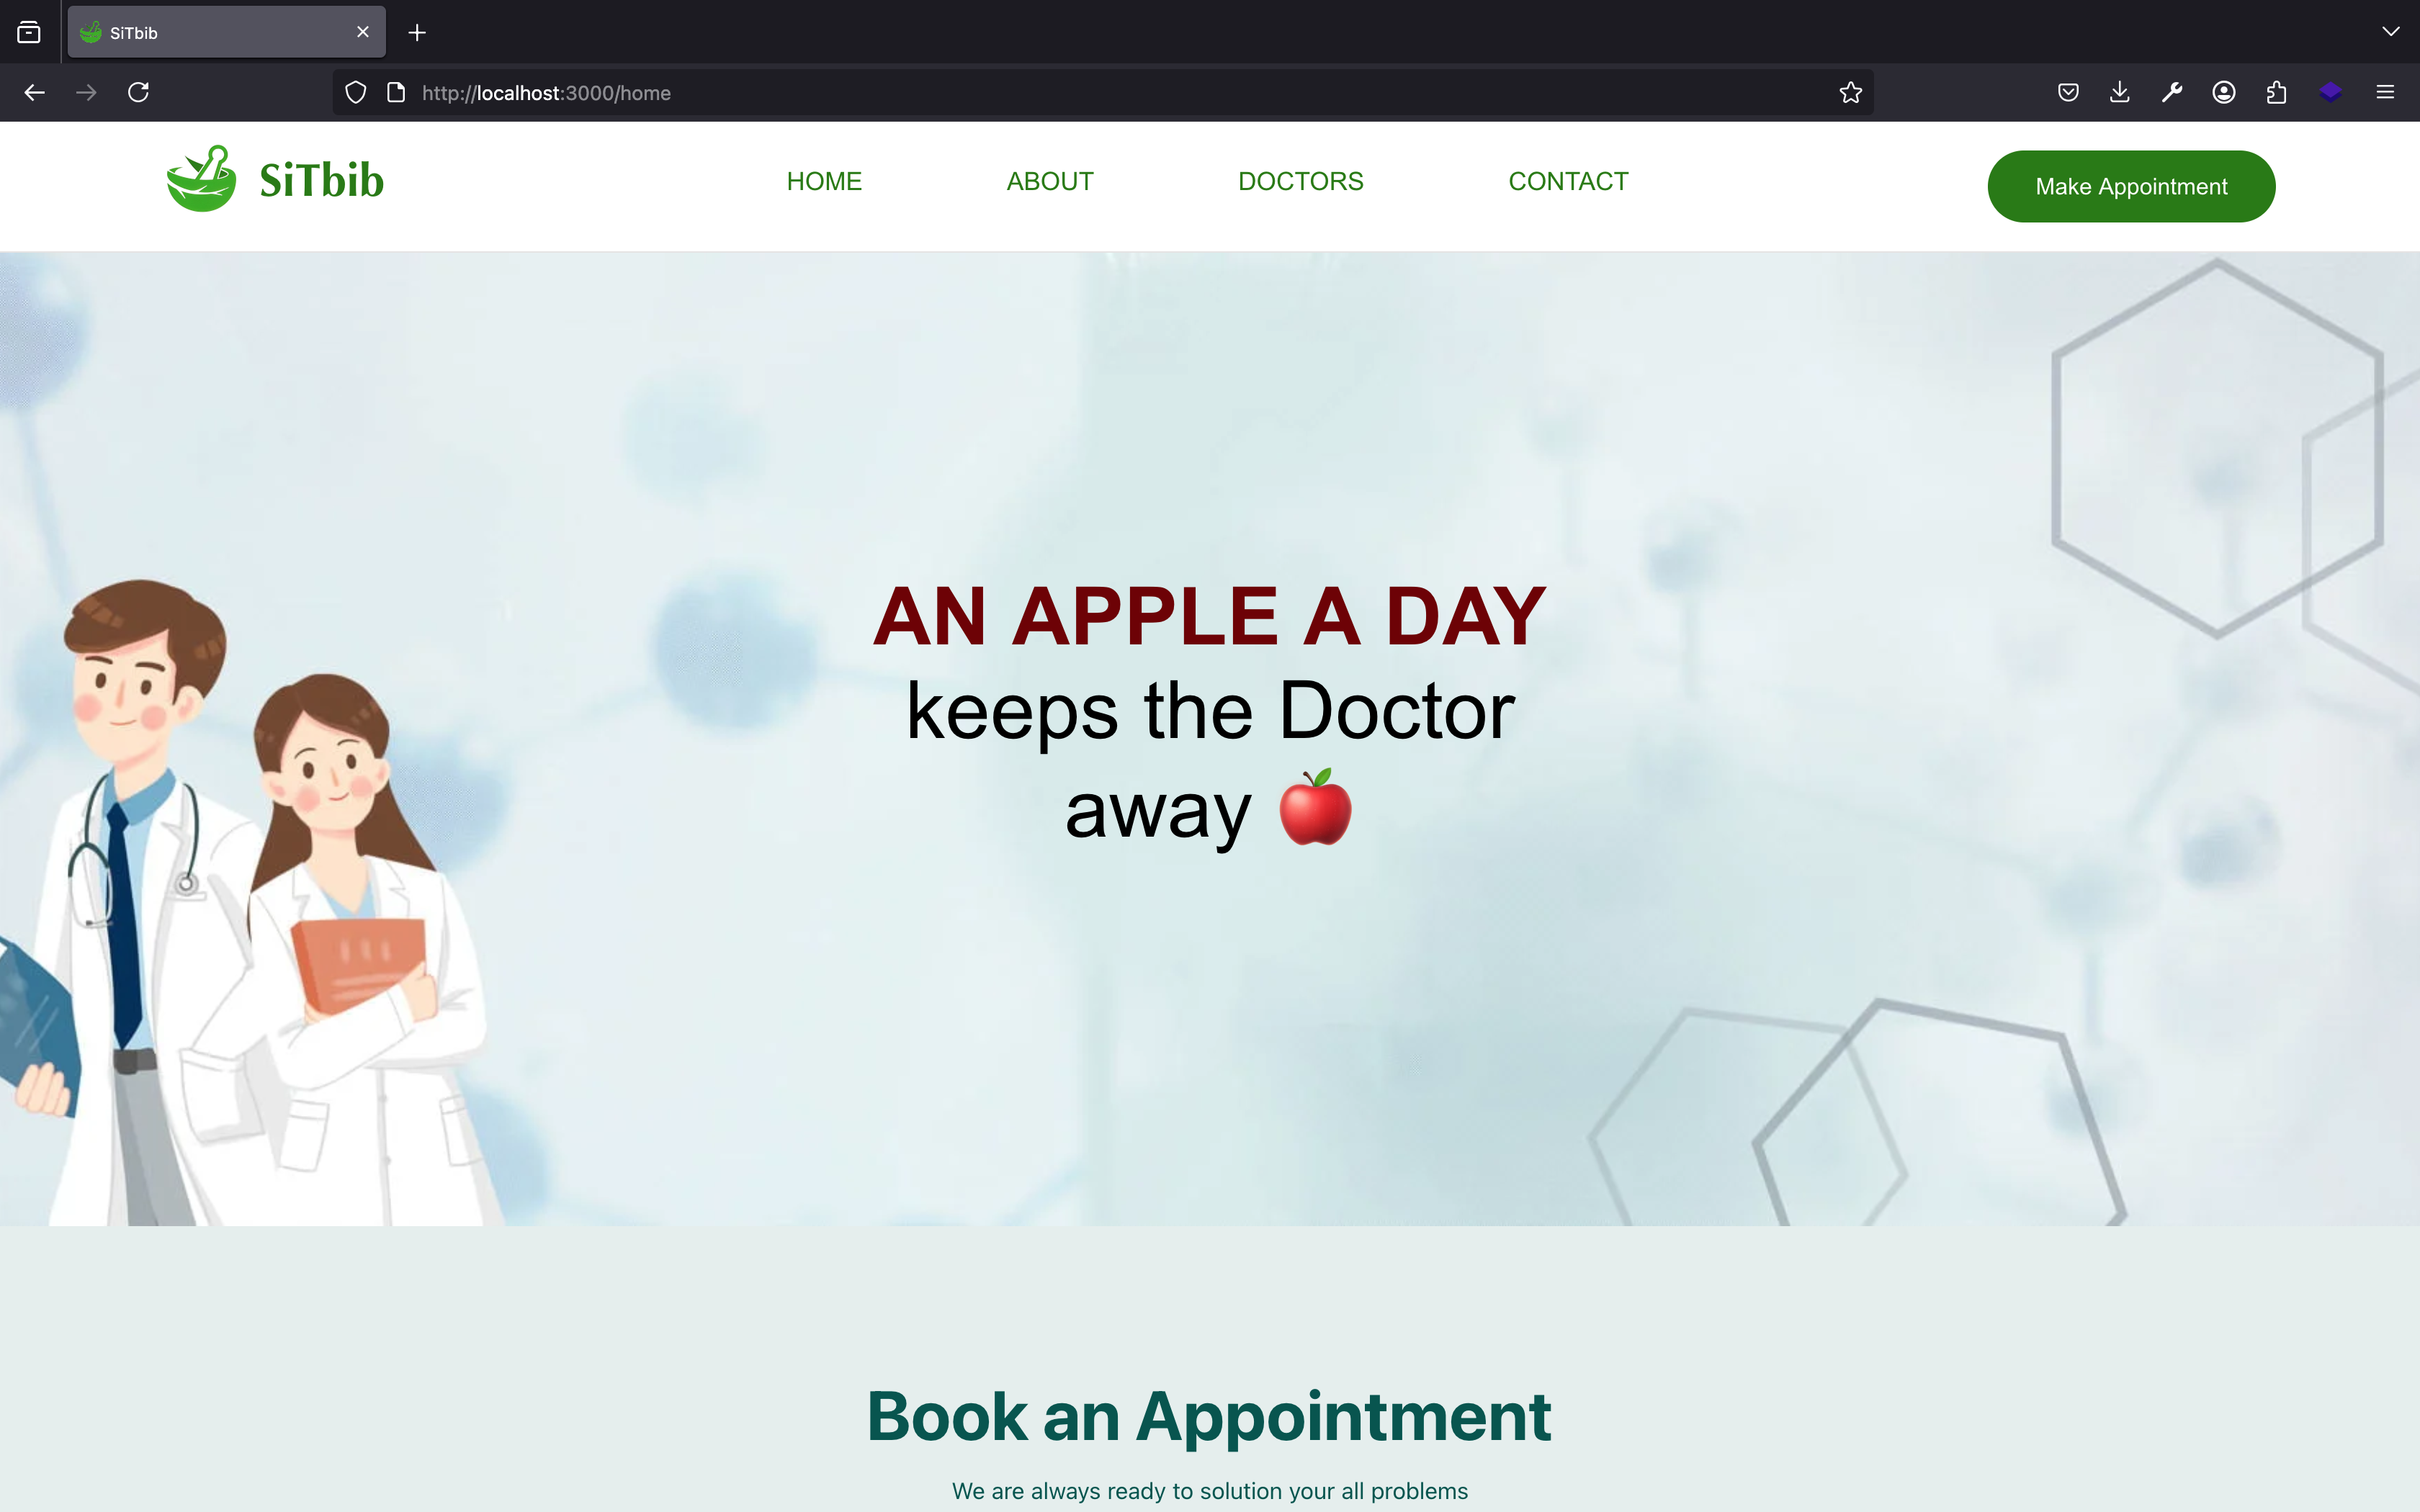 SiTbib
http://localhost:3000/home
SiTbib
HOME
ABOUT
DOCTORS
CONTACT
Make Appointment
AN APPLE A DAY
keeps the Doctor
away 🍎
Book an Appointment
We are always ready to solution your all problems